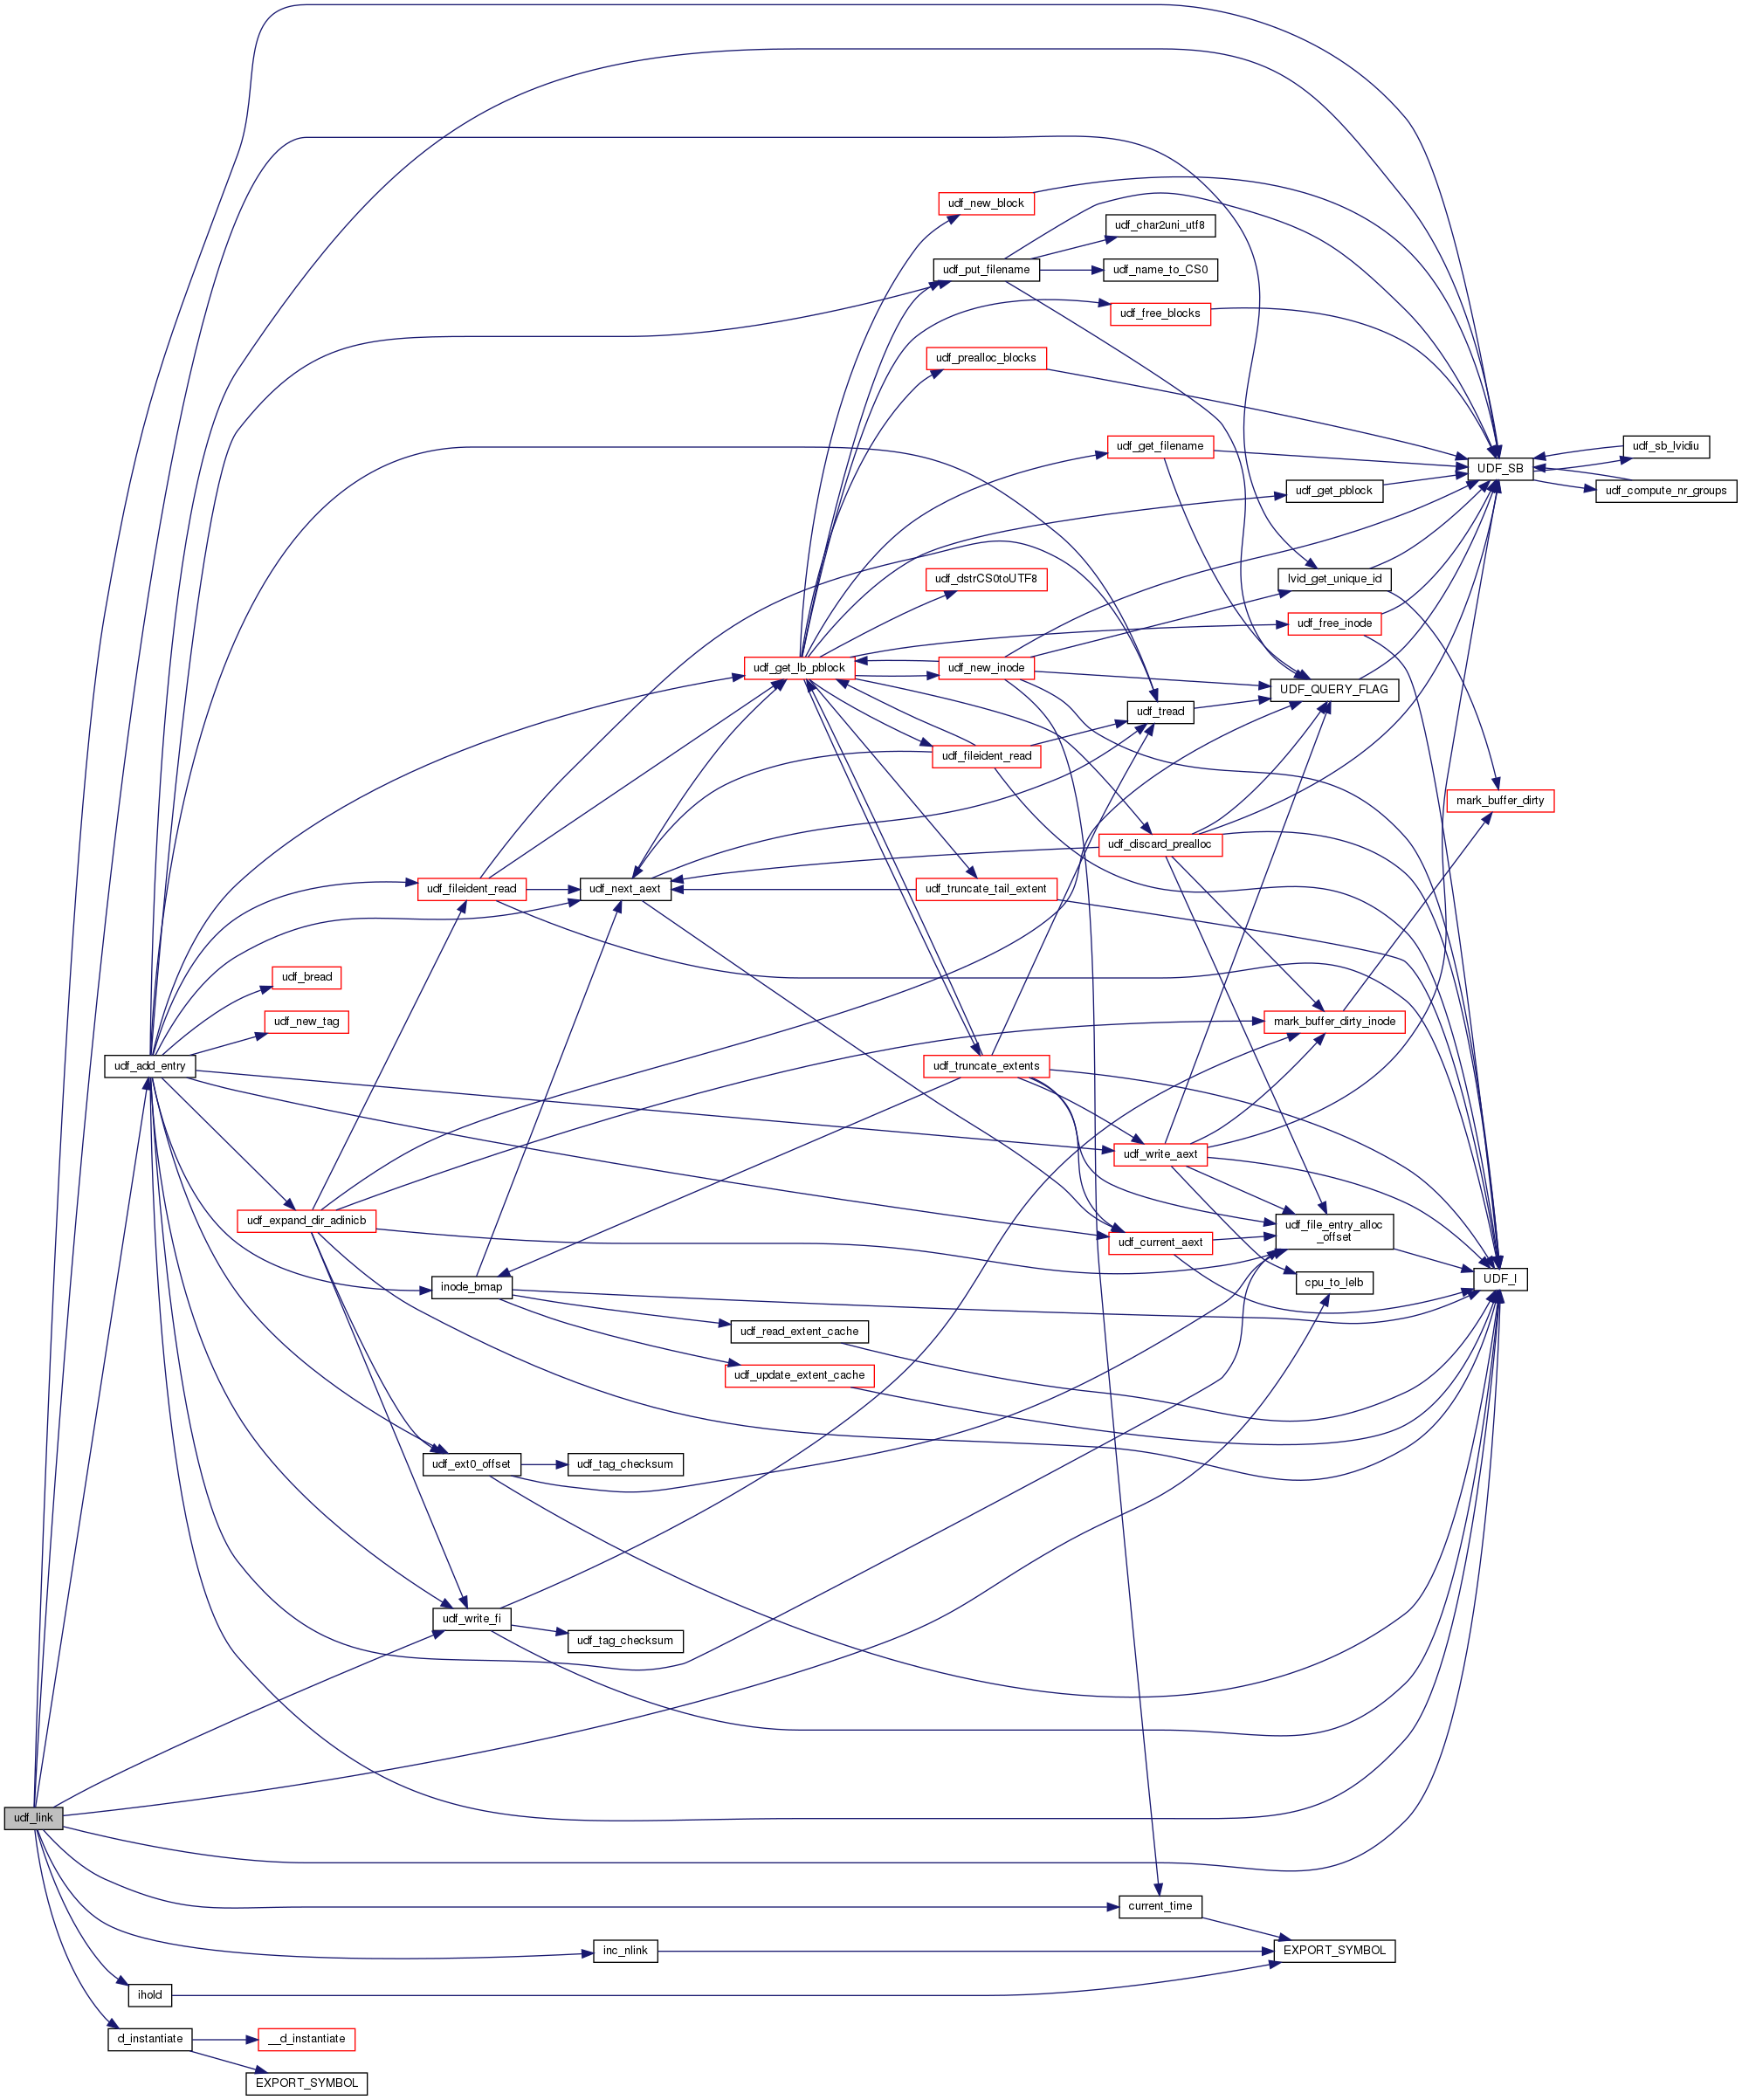 udf_new_block
udf_char2uni_utf8
udf_put_filename
udf_name_to_CS0
udf_free_blocks
udf_prealloc_blocks
udf_get_filename
udf_sb_lvidiu
UDF_SB
udf_get_pblock
udf_compute_nr_groups
udf_dstrCS0toUTF8
lvid_get_unique_id
udf_free_inode
udf_get_lb_pblock
udf_new_inode
UDF_QUERY_FLAG
udf_tread
udf_fileident_read
mark_buffer_dirty
udf_discard_prealloc
udf_fileident_read
udf_next_aext
udf_truncate_tail_extent
udf_bread
udf_new_tag
mark_buffer_dirty_inode
udf_add_entry
udf_truncate_extents
udf_write_aext
udf_expand_dir_adinicb
udf_file_entry_alloc
_offset
udf_current_aext
UDF_I
inode_bmap
cpu_to_lelb
udf_read_extent_cache
udf_update_extent_cache
udf_ext0_offset
udf_tag_checksum
udf_write_fi
udf_tag_checksum
udf_link
current_time
inc_nlink
EXPORT_SYMBOL
ihold
d_instantiate
__d_instantiate
EXPORT_SYMBOL